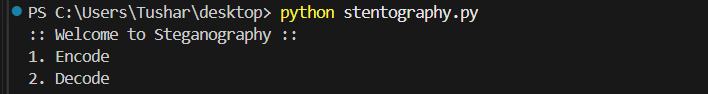 PS C:\Users\Tushar\desktop> python stentography.py
:: Welcome to Steganography ::
1. Encode
2. Decode